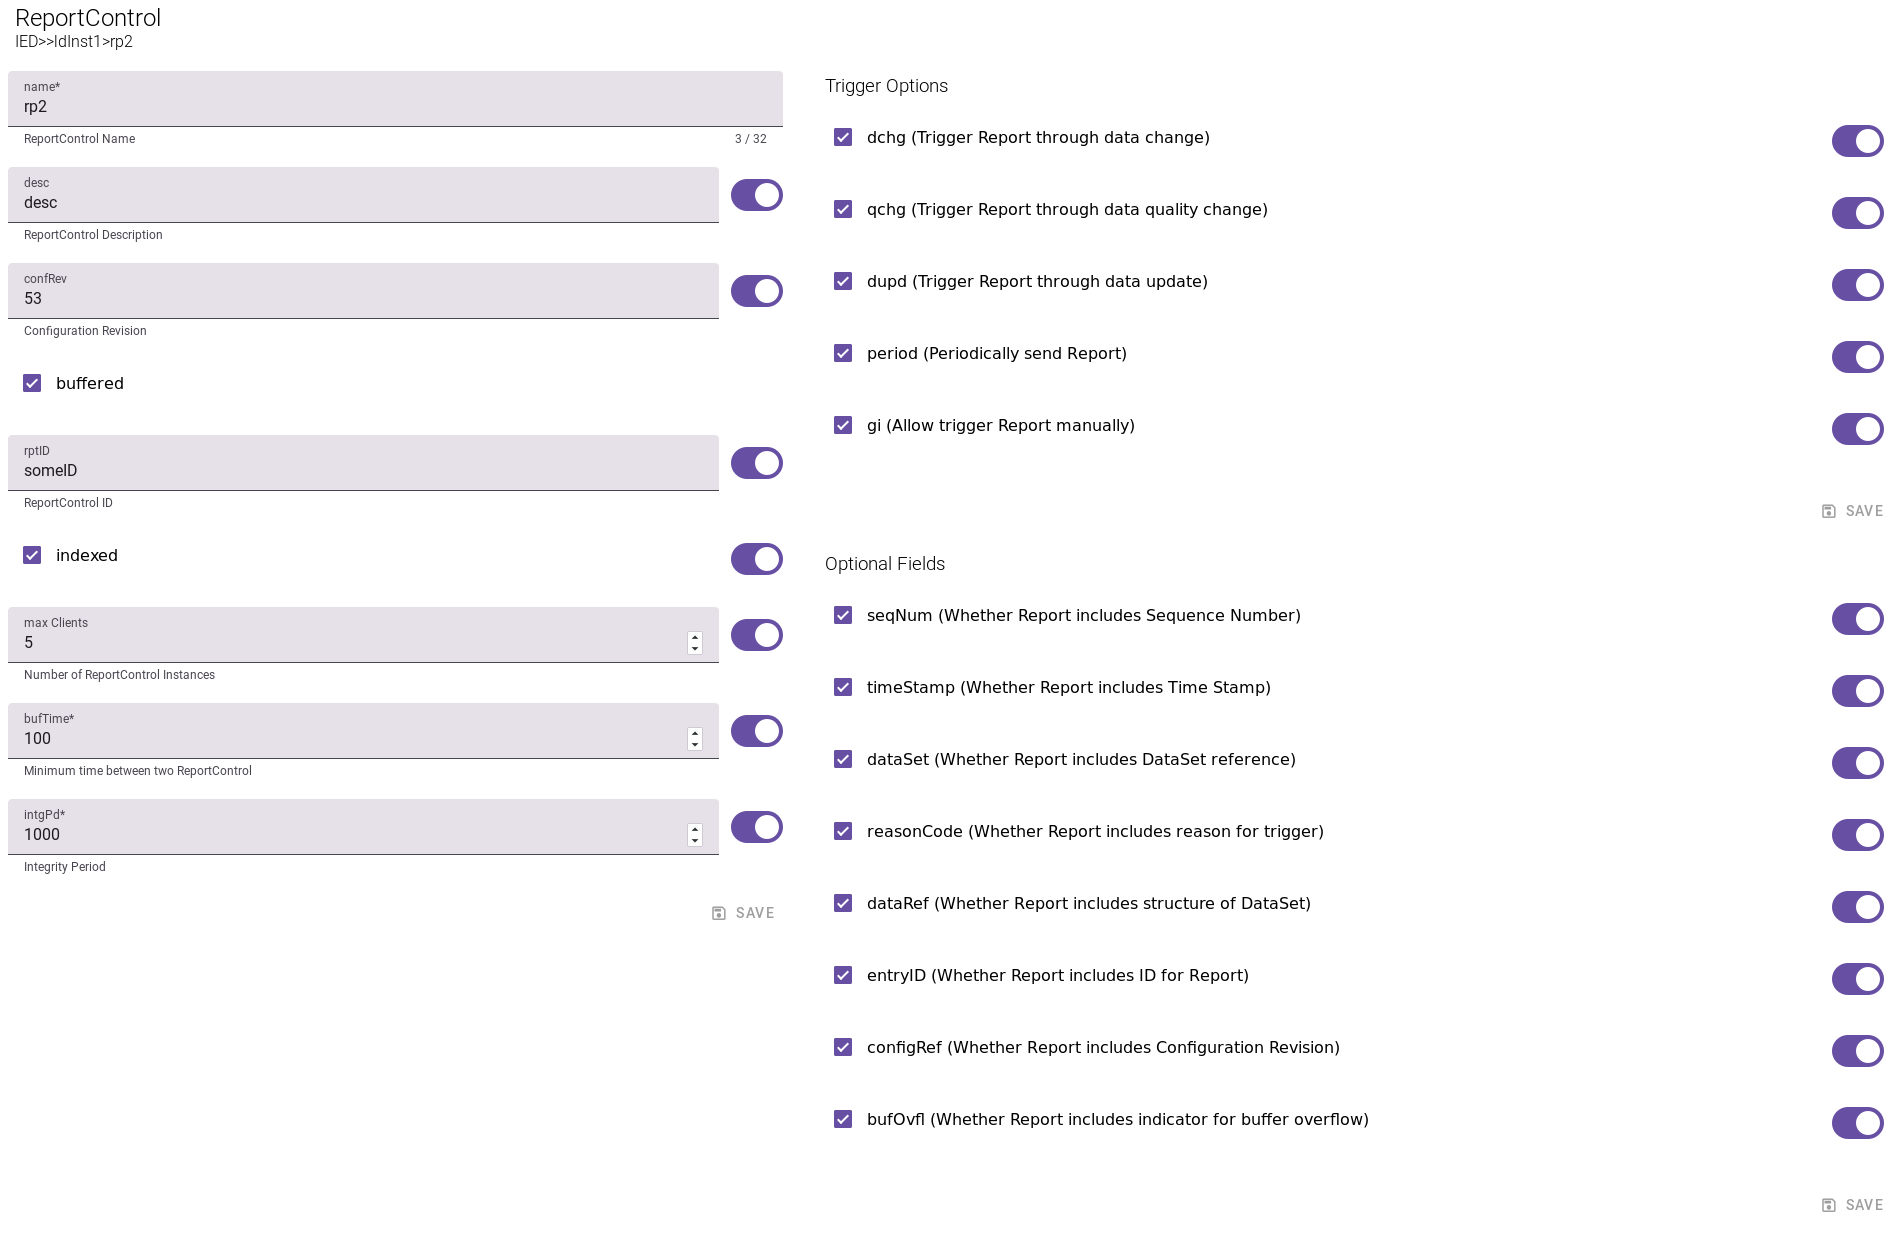 ReportControl
IED>>ldInst1>rp2
name*
rp2
ReportControl Name
3 / 32
desc
desc
ReportControl Description
confRev
53
Configuration Revision
buffered
rptID
someID
ReportControl ID
indexed
max Clients
5
Number of ReportControl Instances
bufTime*
100
Minimum time between two ReportControl
intgPd*
1000
Integrity Period
SAVE
Trigger Options
dchg (Trigger Report through data change)
qchg (Trigger Report through data quality change)
dupd (Trigger Report through data update)
period (Periodically send Report)
gi (Allow trigger Report manually)
SAVE
Optional Fields
seqNum (Whether Report includes Sequence Number)
timeStamp (Whether Report includes Time Stamp)
dataSet (Whether Report includes DataSet reference)
reasonCode (Whether Report includes reason for trigger)
dataRef (Whether Report includes structure of DataSet)
entryID (Whether Report includes ID for Report)
configRef (Whether Report includes Configuration Revision)
bufOvfl (Whether Report includes indicator for buffer overflow)
SAVE